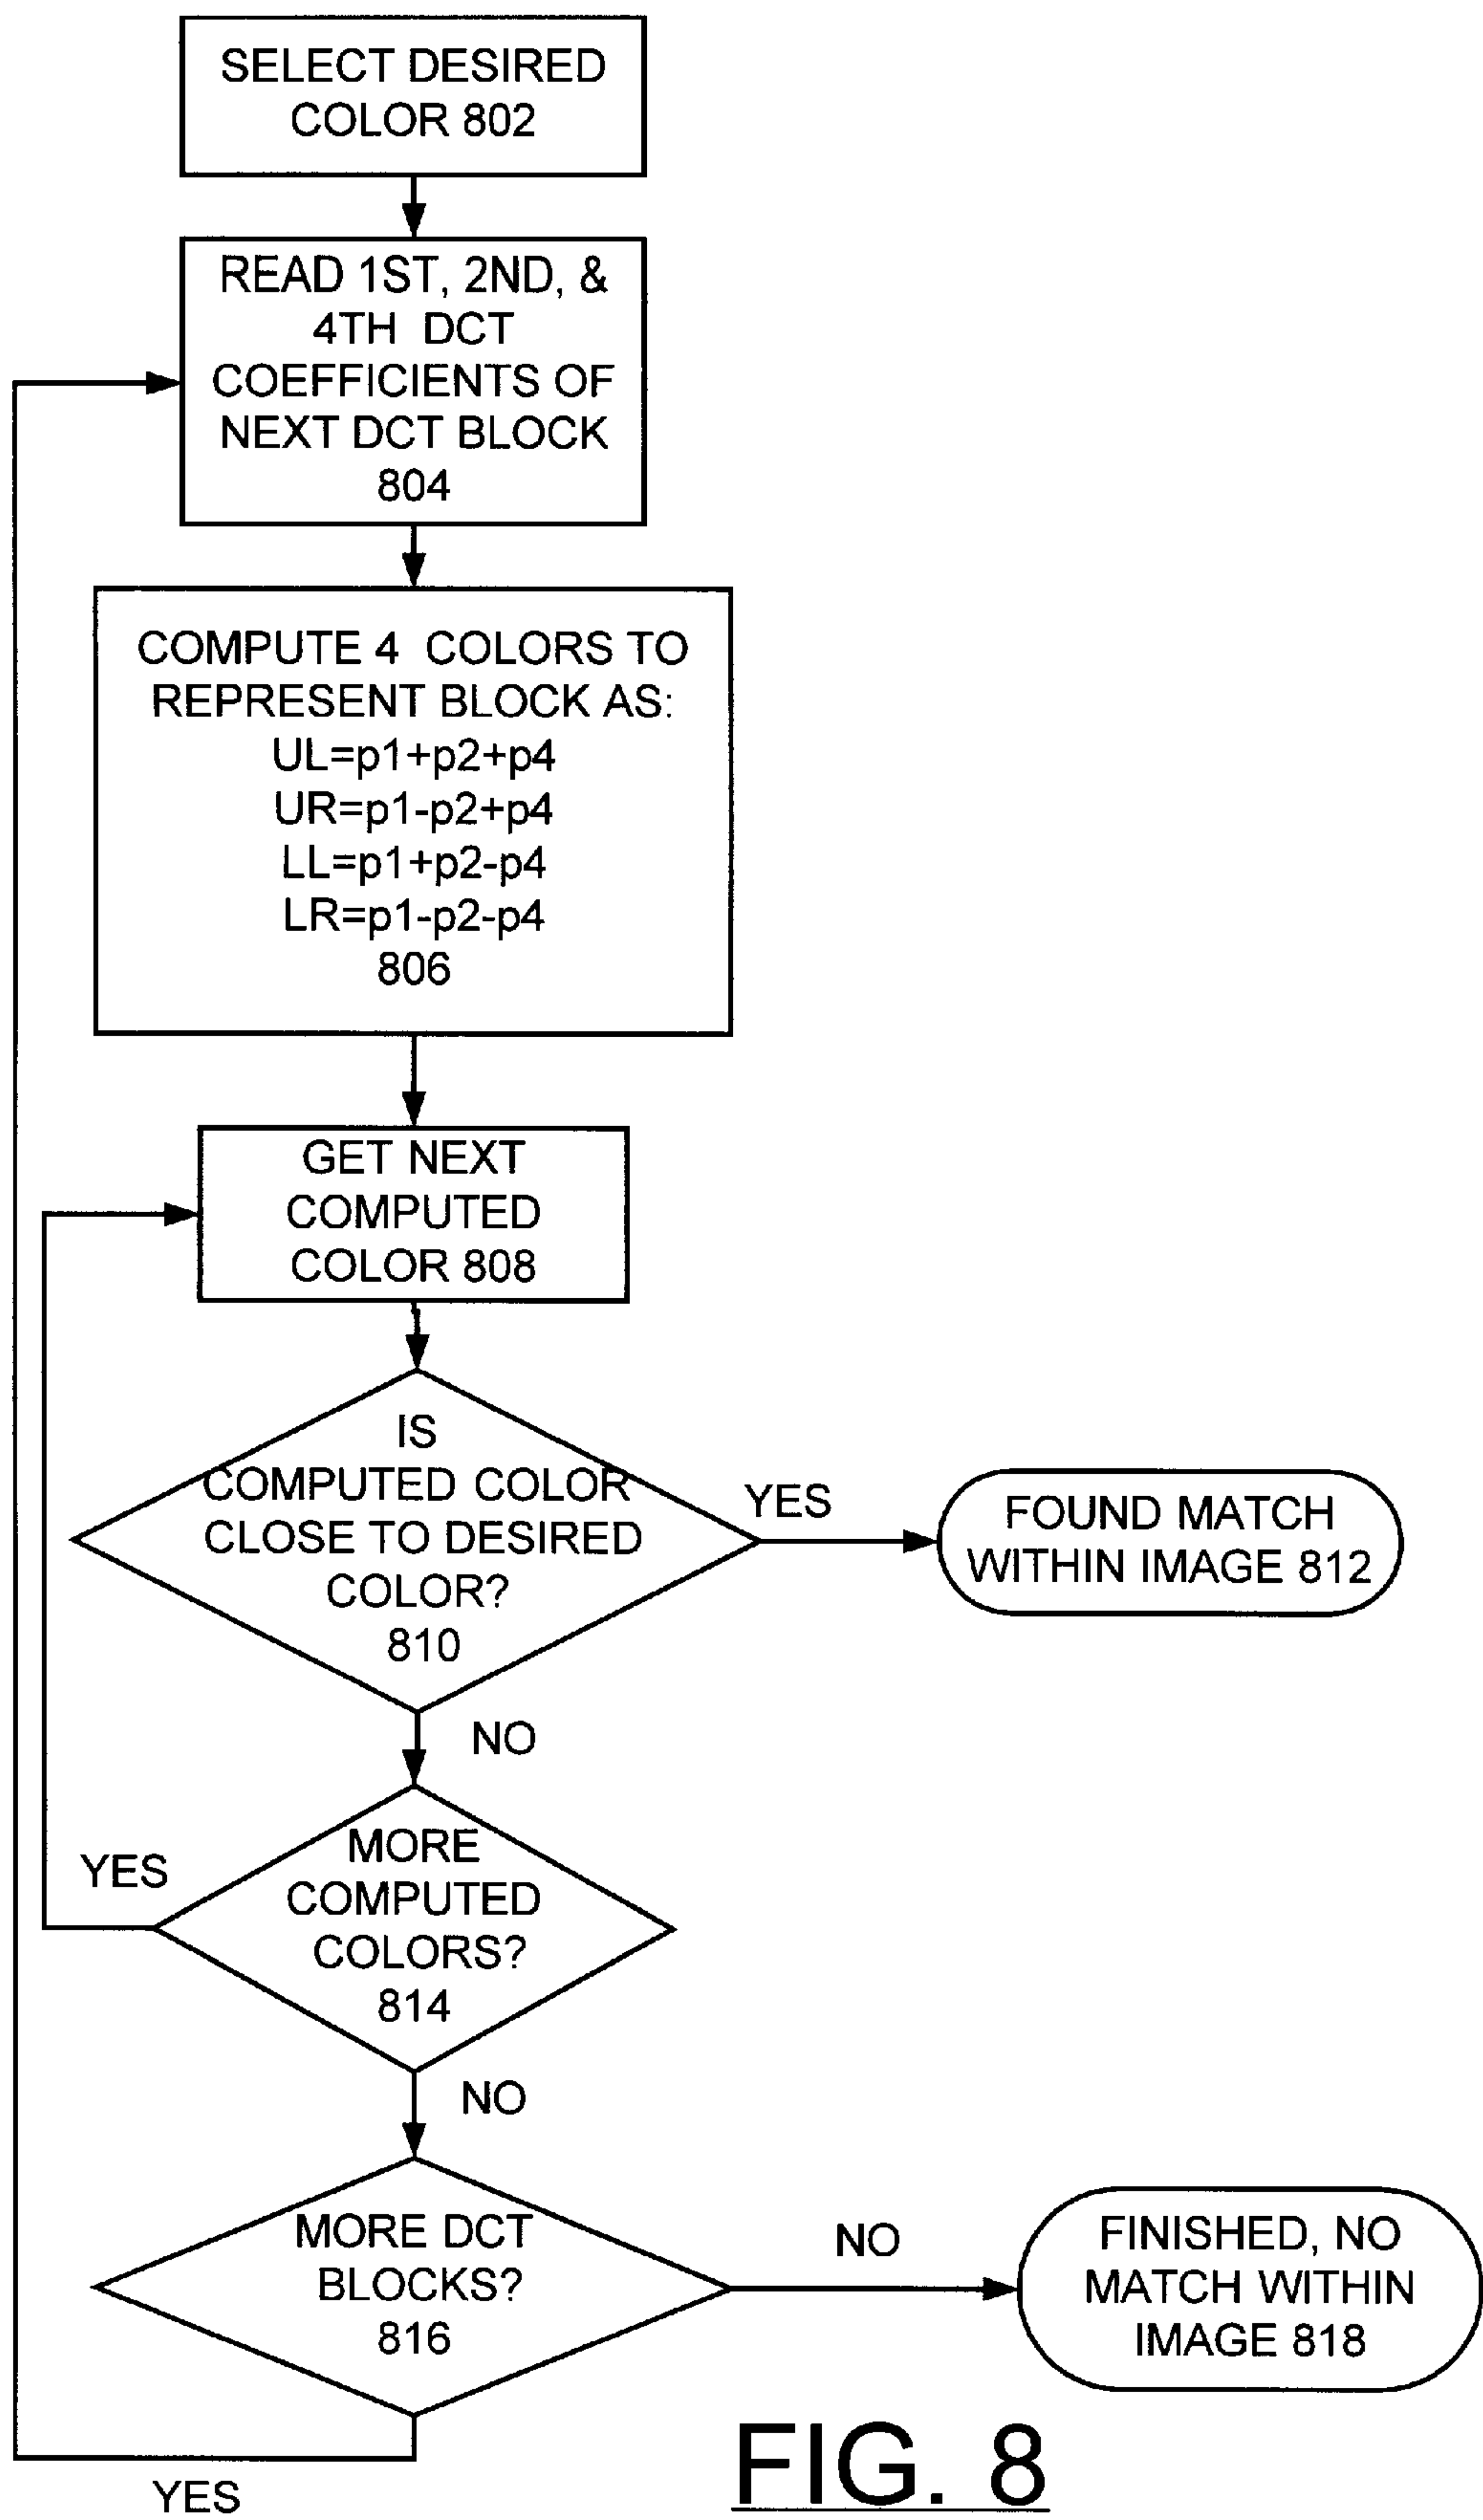 SELECT DESIRED
COLOR 802
READ 1ST, 2ND, &
4TH DCT
COEFFICIENTS OF
NEXT DCT BLOCK
804
COMPUTE 4 COLORS TO
REPRESENT BLOCK AS:
UL=p1+p2+p4
UR=p1-p2+p4
LL=p1+p2-p4
LR=p1-p2-p4
806
GET NEXT
COMPUTED
COLOR 808
IS
COMPUTED COLOR
CLOSE TO DESIRED
COLOR?
810
YES
FOUND MATCH
WITHIN IMAGE 812
NO
MORE
COMPUTED
COLORS?
814
YES
NO
MORE DCT
BLOCKS?
816
NO
FINISHED, NO
MATCH WITHIN
IMAGE 818
YES
FIG. 8